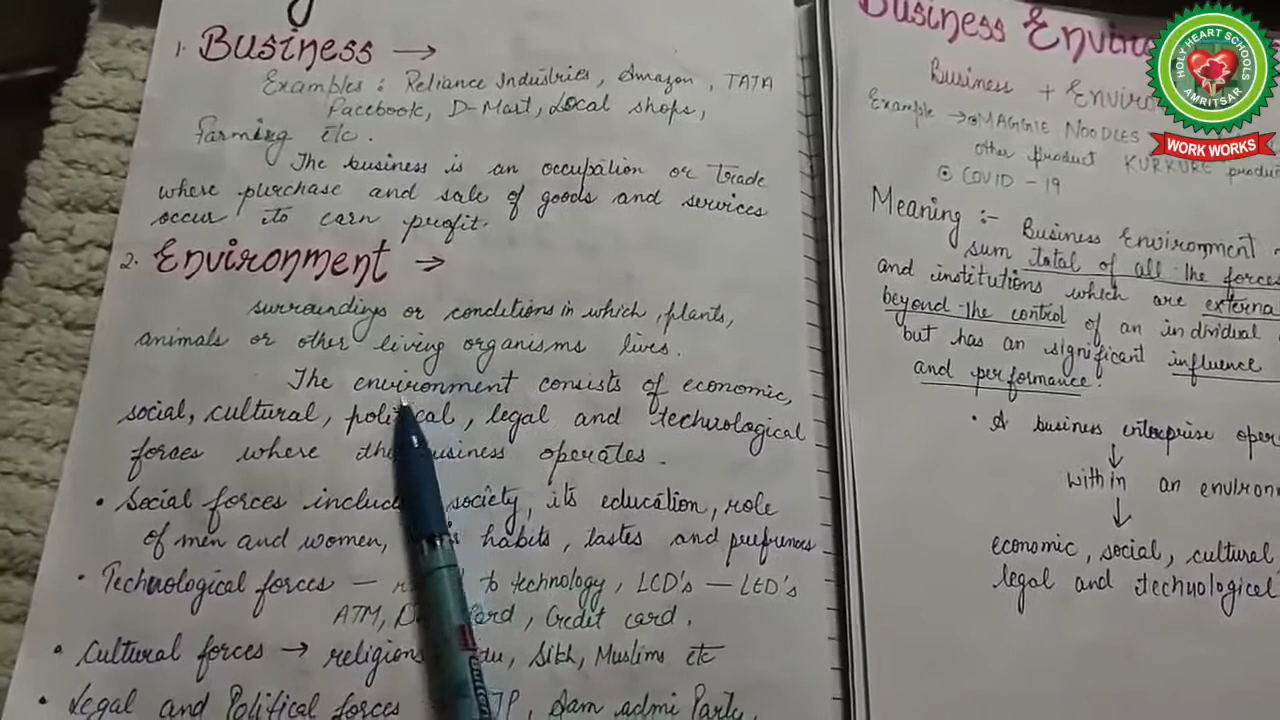 1. Business →
Examples : Reliance Industries, Amazon, TATA
Facebook, D-Mart, Local shops,
Farming etc.
The business is an occupation or trade
where purchase and sale of goods and services
occur to earn profit.
2. Environment →
surroundings or conditions in which, plants,
animals or other living organisms lives.
The environment consists of economic,
social, cultural, political, legal and technological
forces where the business operates.
• Social forces include society, its education, role
of men and women, habits, tastes and prefrences
• Technological forces — to technology, LCD's — LED's
ATM, Card, Credit card.
• Cultural forces → religions Sikh, Muslims etc
• Legal and Political forces Aam admi Party,
Business
Business +
Example → • MAGGIE NOODLES
other product KURKURE
⊙ COVID - 19
Meaning :- Business Environment
sum total of all the forces
and institutions which are
beyond the control of an individual
but has an significant influence
and performance.
• A business enterprise
↓
within an
↓
economic, social, cultural
legal and technological
HOLY HEART SCHOOLS
AMRITSAR
WORK WORKS